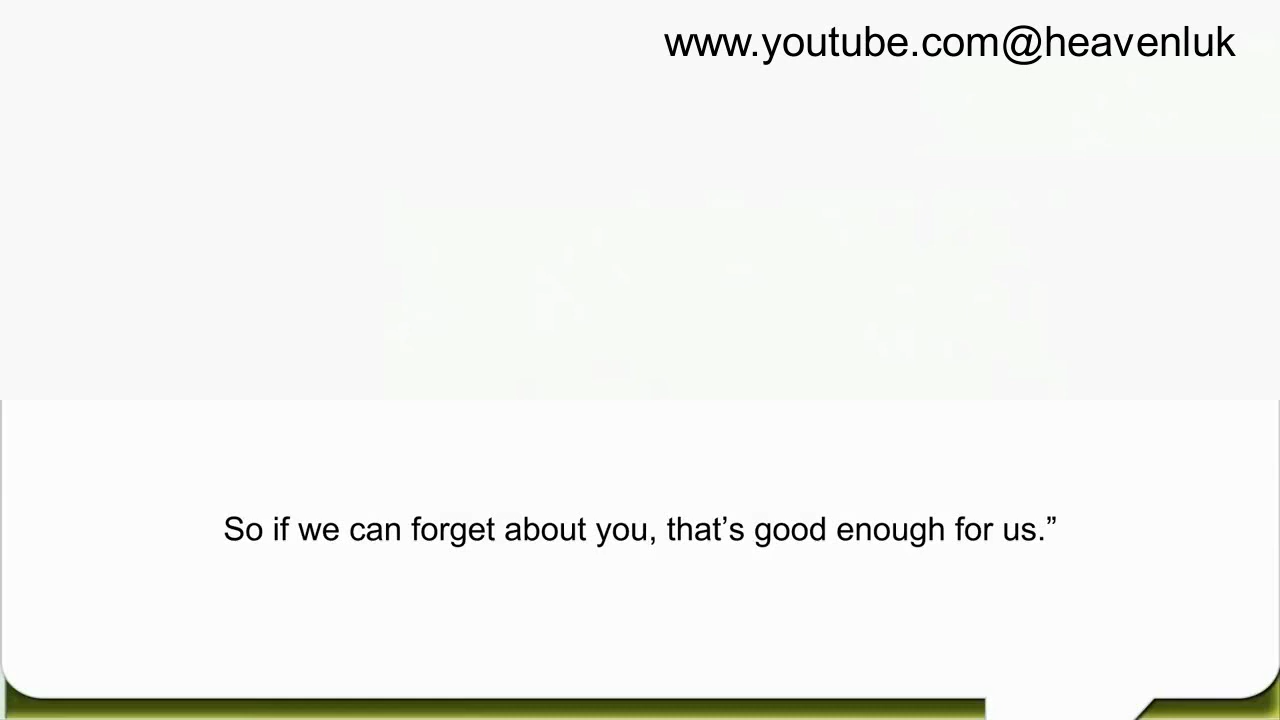 www.youtube.com@heavenluk
So if we can forget about you, that’s good enough for us.”